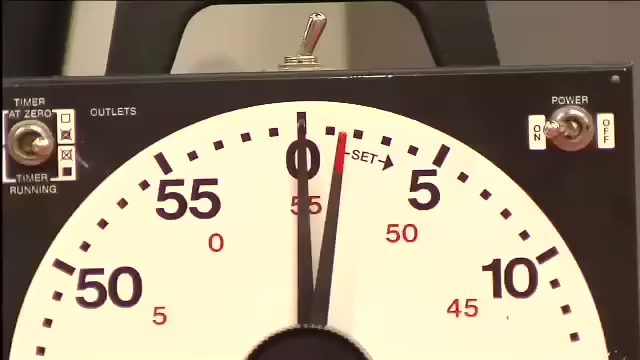 TIMER
AT ZERO
OUTLETS
TIMER
RUNNING
POWER
ON
OFF
0
SET
55
5
55
50
0
50
10
5
45